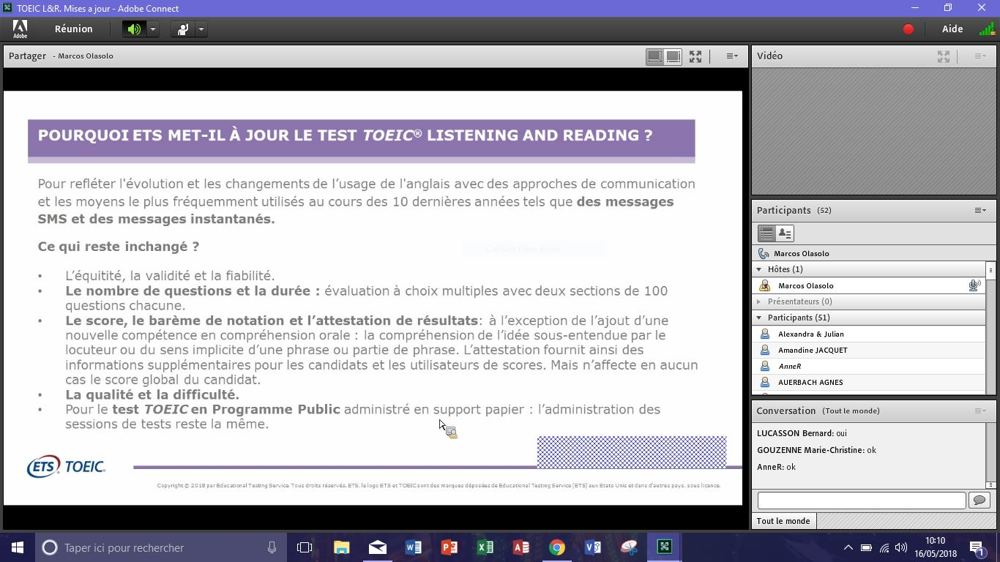 TOEIC L&R. Mises a jour - Adobe Connect
Adobe
Réunion
Aide
Partager - Marcos Olasolo
POURQUOI ETS MET-IL À JOUR LE TEST TOEIC® LISTENING AND READING ?
Pour refléter l'évolution et les changements de l'usage de l'anglais avec des approches de communication
et les moyens le plus fréquemment utilisés au cours des 10 dernières années tels que des messages
SMS et des messages instantanés.
Ce qui reste inchangé ?
Capture Plein écran
• L'équitité, la validité et la fiabilité.
• Le nombre de questions et la durée : évaluation à choix multiples avec deux sections de 100
questions chacune.
• Le score, le barème de notation et l'attestation de résultats: à l'exception de l'ajout d'une
nouvelle compétence en compréhension orale : la compréhension de l'idée sous-entendue par le
locuteur ou du sens implicite d'une phrase ou partie de phrase. L'attestation fournit ainsi des
informations supplémentaires pour les candidats et les utilisateurs de scores. Mais n'affecte en aucun
cas le score global du candidat.
• La qualité et la difficulté.
• Pour le test TOEIC en Programme Public administré en support papier : l'administration des
sessions de tests reste la même.
ETS TOEIC®
Copyright © 2018 par Educational Testing Service. Tous droits réservés. ETS, le logo ETS et TOEIC sont des marques déposées de Educational Testing Service (ETS) aux Etats Unis et dans d'autres pays, sous licence.
Vidéo
Participants (52)
Marcos Olasolo
Hôtes (1)
Marcos Olasolo
Présentateurs (0)
Participants (51)
Alexandra & Julian
Amandine JACQUET
AnneR
AUERBACH AGNES
Conversation (Tout le monde)
LUCASSON Bernard: oui
GOUZENNE Marie-Christine: ok
AnneR: ok
Tout le monde
Taper ici pour rechercher
10:10
16/05/2018
1